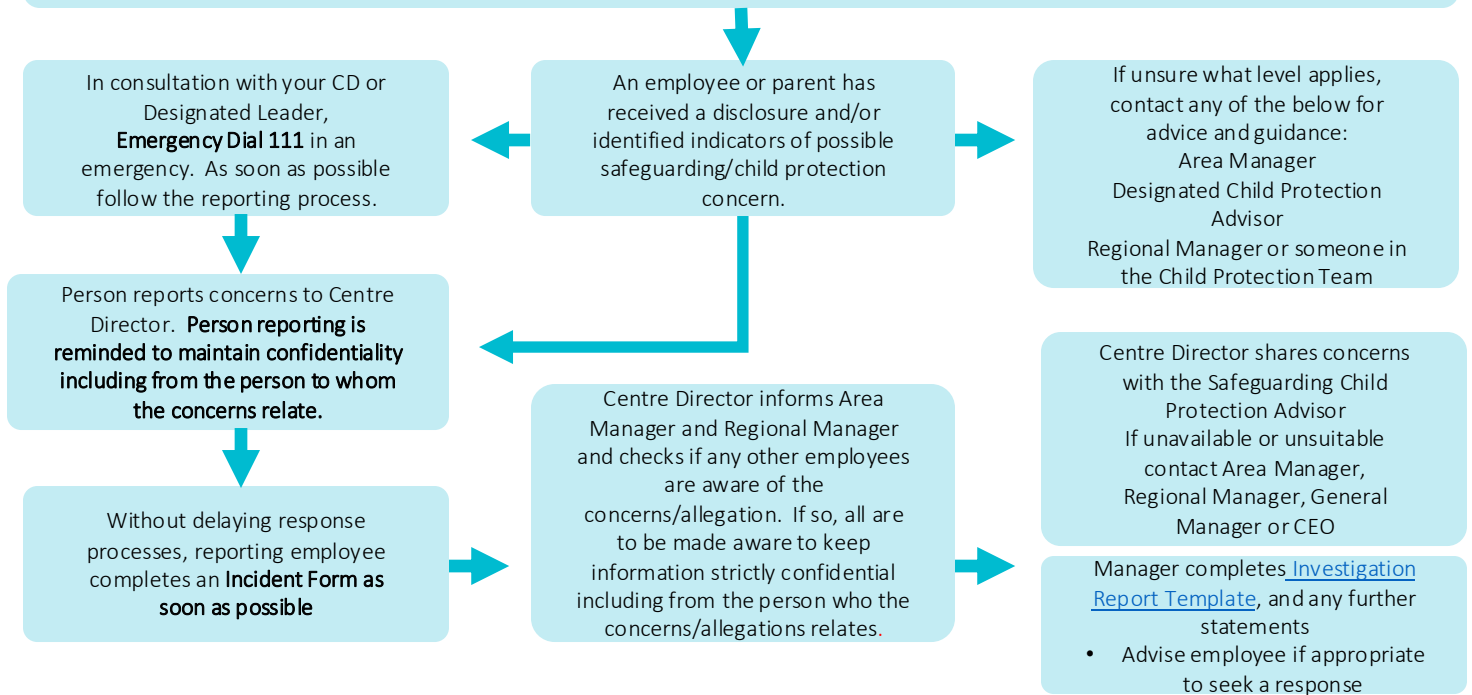 In consultation with your CD or
Designated Leader,
Emergency Dial 111 in an
emergency. As soon as possible
follow the reporting process.
An employee or parent has
received a disclosure and/or
identified indicators of possible
safeguarding/child protection
concern.
If unsure what level applies,
contact any of the below for
advice and guidance:
Area Manager
Designated Child Protection
Advisor
Regional Manager or someone in
the Child Protection Team
Person reports concerns to Centre
Director. Person reporting is
reminded to maintain confidentiality
including from the person to whom
the concerns relate.
Without delaying response
processes, reporting employee
completes an Incident Form as
soon as possible
Centre Director informs Area
Manager and Regional Manager
and checks if any other employees
are aware of the
concerns/allegation. If so, all are
to be made aware to keep
information strictly confidential
including from the person who the
concerns/allegations relates.
Centre Director shares concerns
with the Safeguarding Child
Protection Advisor
If unavailable or unsuitable
contact Area Manager,
Regional Manager, General
Manager or CEO
Manager completes Investigation
Report Template, and any further
statements
• Advise employee if appropriate
to seek a response